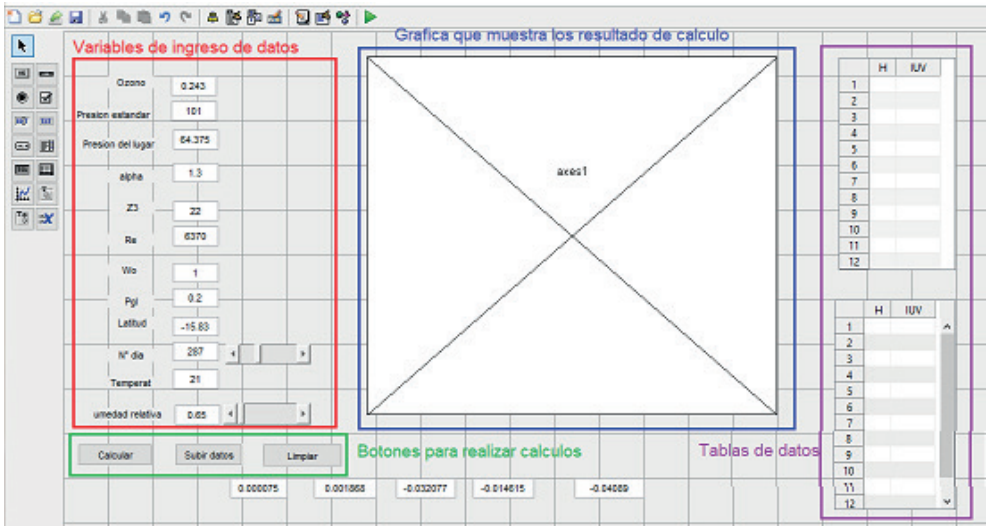 Variables de ingreso de datos
Grafica que muestra los resultado de calculo
Ozono 0.243
Presion estandar 101
Presion del lugar 64.375
alpha 1.3
Z3 22
Re 6370
Wo 1
Pgl 0.2
Latitud -15.83
N° dia 287
Temperat 21
umedad relativa 0.65
axes1
H IUV
1
2
3
4
5
6
7
8
9
10
11
12
H IUV
1
2
3
4
5
6
7
8
9
10
11
12
Calcular Subir datos Limpiar
Botones para realizar calculos
Tablas de datos
0.000075 0.001868 -0.032077 -0.014615 -0.04089